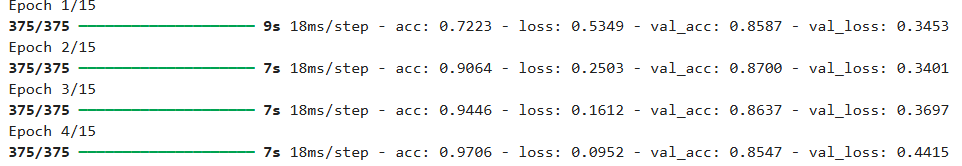 Epoch 1/15
375/375 ━━━━━━━━━━━━━━━━━━━━ 9s 18ms/step - acc: 0.7223 - loss: 0.5349 - val_acc: 0.8587 - val_loss: 0.3453
Epoch 2/15
375/375 ━━━━━━━━━━━━━━━━━━━━ 7s 18ms/step - acc: 0.9064 - loss: 0.2503 - val_acc: 0.8700 - val_loss: 0.3401
Epoch 3/15
375/375 ━━━━━━━━━━━━━━━━━━━━ 7s 18ms/step - acc: 0.9446 - loss: 0.1612 - val_acc: 0.8637 - val_loss: 0.3697
Epoch 4/15
375/375 ━━━━━━━━━━━━━━━━━━━━ 7s 18ms/step - acc: 0.9706 - loss: 0.0952 - val_acc: 0.8547 - val_loss: 0.4415